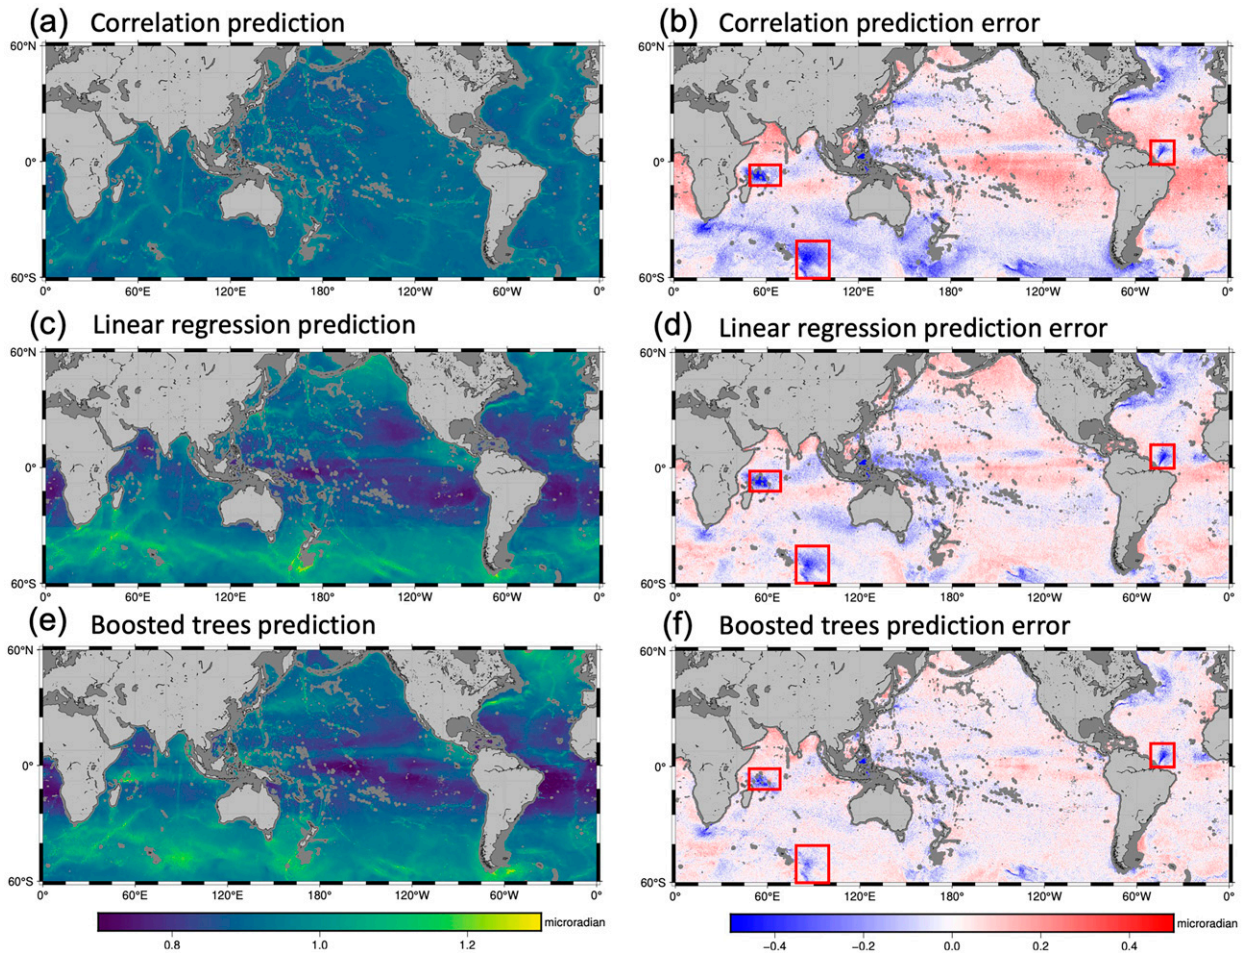 (a) Correlation prediction
(b) Correlation prediction error
60°N
0°
60°S
0° 60°E 120°E 180° 120°W 60°W 0°
60°N
0°
60°S
0° 60°E 120°E 180° 120°W 60°W 0°
(c) Linear regression prediction
(d) Linear regression prediction error
60°N
0°
60°S
0° 60°E 120°E 180° 120°W 60°W 0°
60°N
0°
60°S
0° 60°E 120°E 180° 120°W 60°W 0°
(e) Boosted trees prediction
(f) Boosted trees prediction error
60°N
0°
60°S
0° 60°E 120°E 180° 120°W 60°W 0°
60°N
0°
60°S
0° 60°E 120°E 180° 120°W 60°W 0°
microradian
0.8 1.0 1.2
microradian
−0.4 −0.2 0.0 0.2 0.4